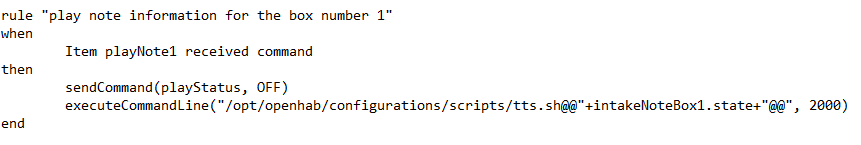 rule "play note information for the box number 1"
when
Item playNote1 received command
then
sendCommand(playStatus, OFF)
executeCommandLine("/opt/openhab/configurations/scripts/tts.sh@@"+intakeNoteBox1.state+"@@", 2000)
end